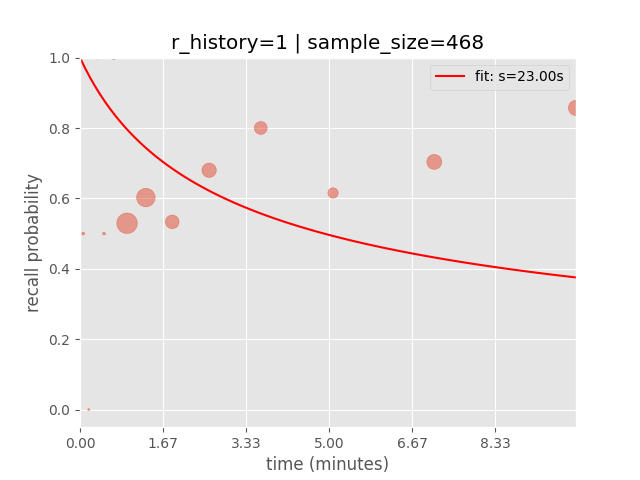 r_history=1 | sample_size=468
fit: s=23.00s
1.0
0.8
0.6
0.4
0.2
0.0
recall probability
0.00 1.67 3.33 5.00 6.67 8.33
time (minutes)